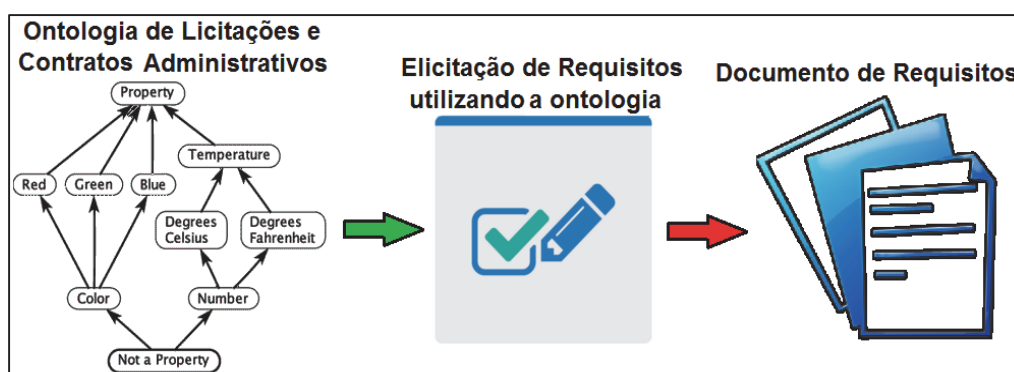 Ontologia de Licitações e
Contratos Administrativos
Property
Temperature
Red
Green
Blue
Degrees
Celsius
Degrees
Fahrenheit
Color
Number
Not a Property
Elicitação de Requisitos
utilizando a ontologia
Documento de Requisitos